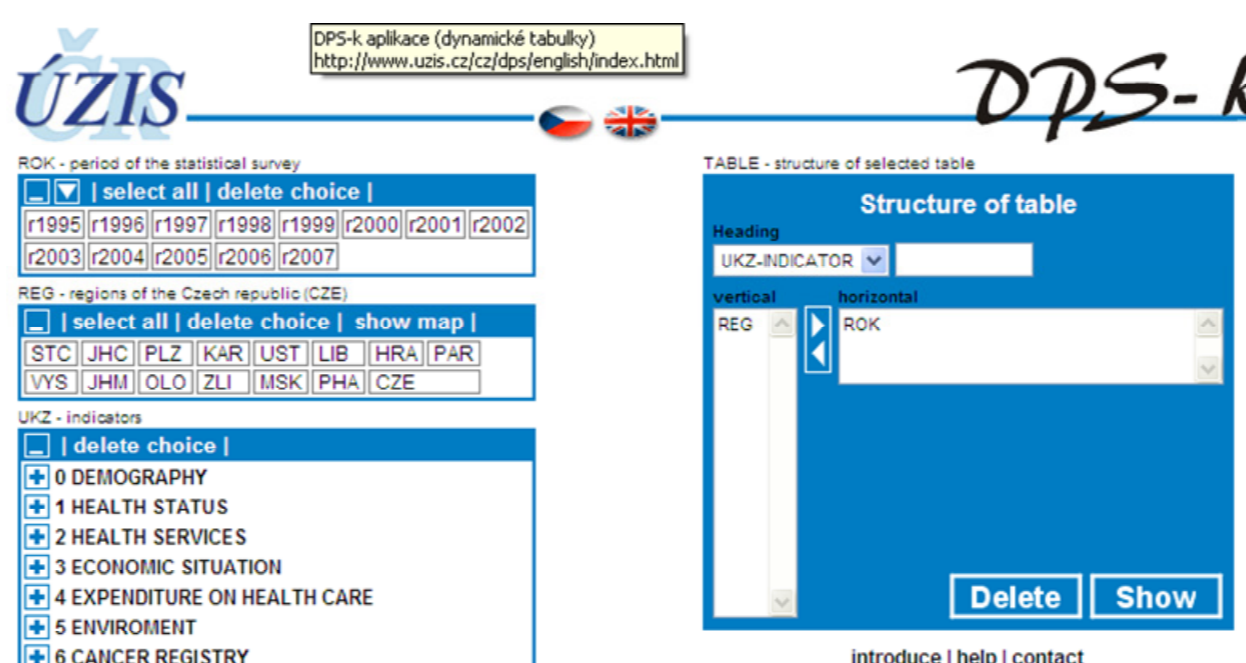 DPS-k aplikace (dynamické tabulky)
http://www.uzis.cz/cz/dps/english/index.html
ÚZIS
ČR
DPS-k
ROK - period of the statistical survey
| select all | delete choice |
r1995 r1996 r1997 r1998 r1999 r2000 r2001 r2002
r2003 r2004 r2005 r2006 r2007
REG - regions of the Czech republic (CZE)
| select all | delete choice | show map |
STC JHC PLZ KAR UST LIB HRA PAR
VYS JHM OLO ZLI MSK PHA CZE
UKZ - indicators
| delete choice |
0 DEMOGRAPHY
1 HEALTH STATUS
2 HEALTH SERVICES
3 ECONOMIC SITUATION
4 EXPENDITURE ON HEALTH CARE
5 ENVIROMENT
6 CANCER REGISTRY
TABLE - structure of selected table
Structure of table
Heading
UKZ-INDICATOR
vertical horizontal
REG ROK
Delete Show
introduce | help | contact